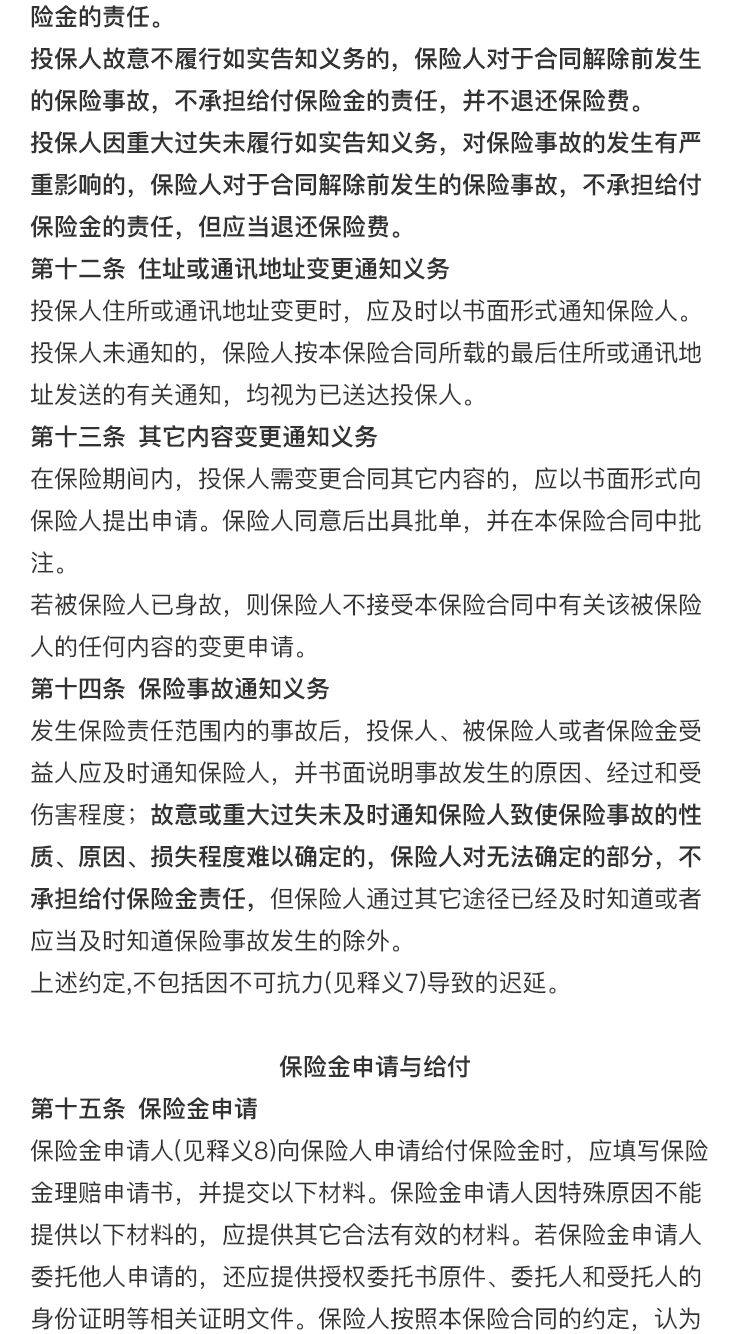 险金的责任。
投保人故意不履行如实告知义务的，保险人对于合同解除前发生
的保险事故，不承担给付保险金的责任，并不退还保险费。
投保人因重大过失未履行如实告知义务，对保险事故的发生有严
重影响的，保险人对于合同解除前发生的保险事故，不承担给付
保险金的责任，但应当退还保险费。
第十二条 住址或通讯地址变更通知义务
投保人住所或通讯地址变更时，应及时以书面形式通知保险人。
投保人未通知的，保险人按本保险合同所载的最后住所或通讯地
址发送的有关通知，均视为已送达投保人。
第十三条 其它内容变更通知义务
在保险期间内，投保人需变更合同其它内容的，应以书面形式向
保险人提出申请。保险人同意后出具批单，并在本保险合同中批
注。
若被保险人已身故，则保险人不接受本保险合同中有关该被保险
人的任何内容的变更申请。
第十四条 保险事故通知义务
发生保险责任范围内的事故后，投保人、被保险人或者保险金受
益人应及时通知保险人，并书面说明事故发生的原因、经过和受
伤害程度；故意或重大过失未及时通知保险人致使保险事故的性
质、原因、损失程度难以确定的，保险人对无法确定的部分，不
承担给付保险金责任，但保险人通过其它途径已经及时知道或者
应当及时知道保险事故发生的除外。
上述约定,不包括因不可抗力(见释义7)导致的迟延。
保险金申请与给付
第十五条 保险金申请
保险金申请人(见释义8)向保险人申请给付保险金时，应填写保险
金理赔申请书，并提交以下材料。保险金申请人因特殊原因不能
提供以下材料的，应提供其它合法有效的材料。若保险金申请人
委托他人申请的，还应提供授权委托书原件、委托人和受托人的
身份证明等相关证明文件。保险人按照本保险合同的约定，认为